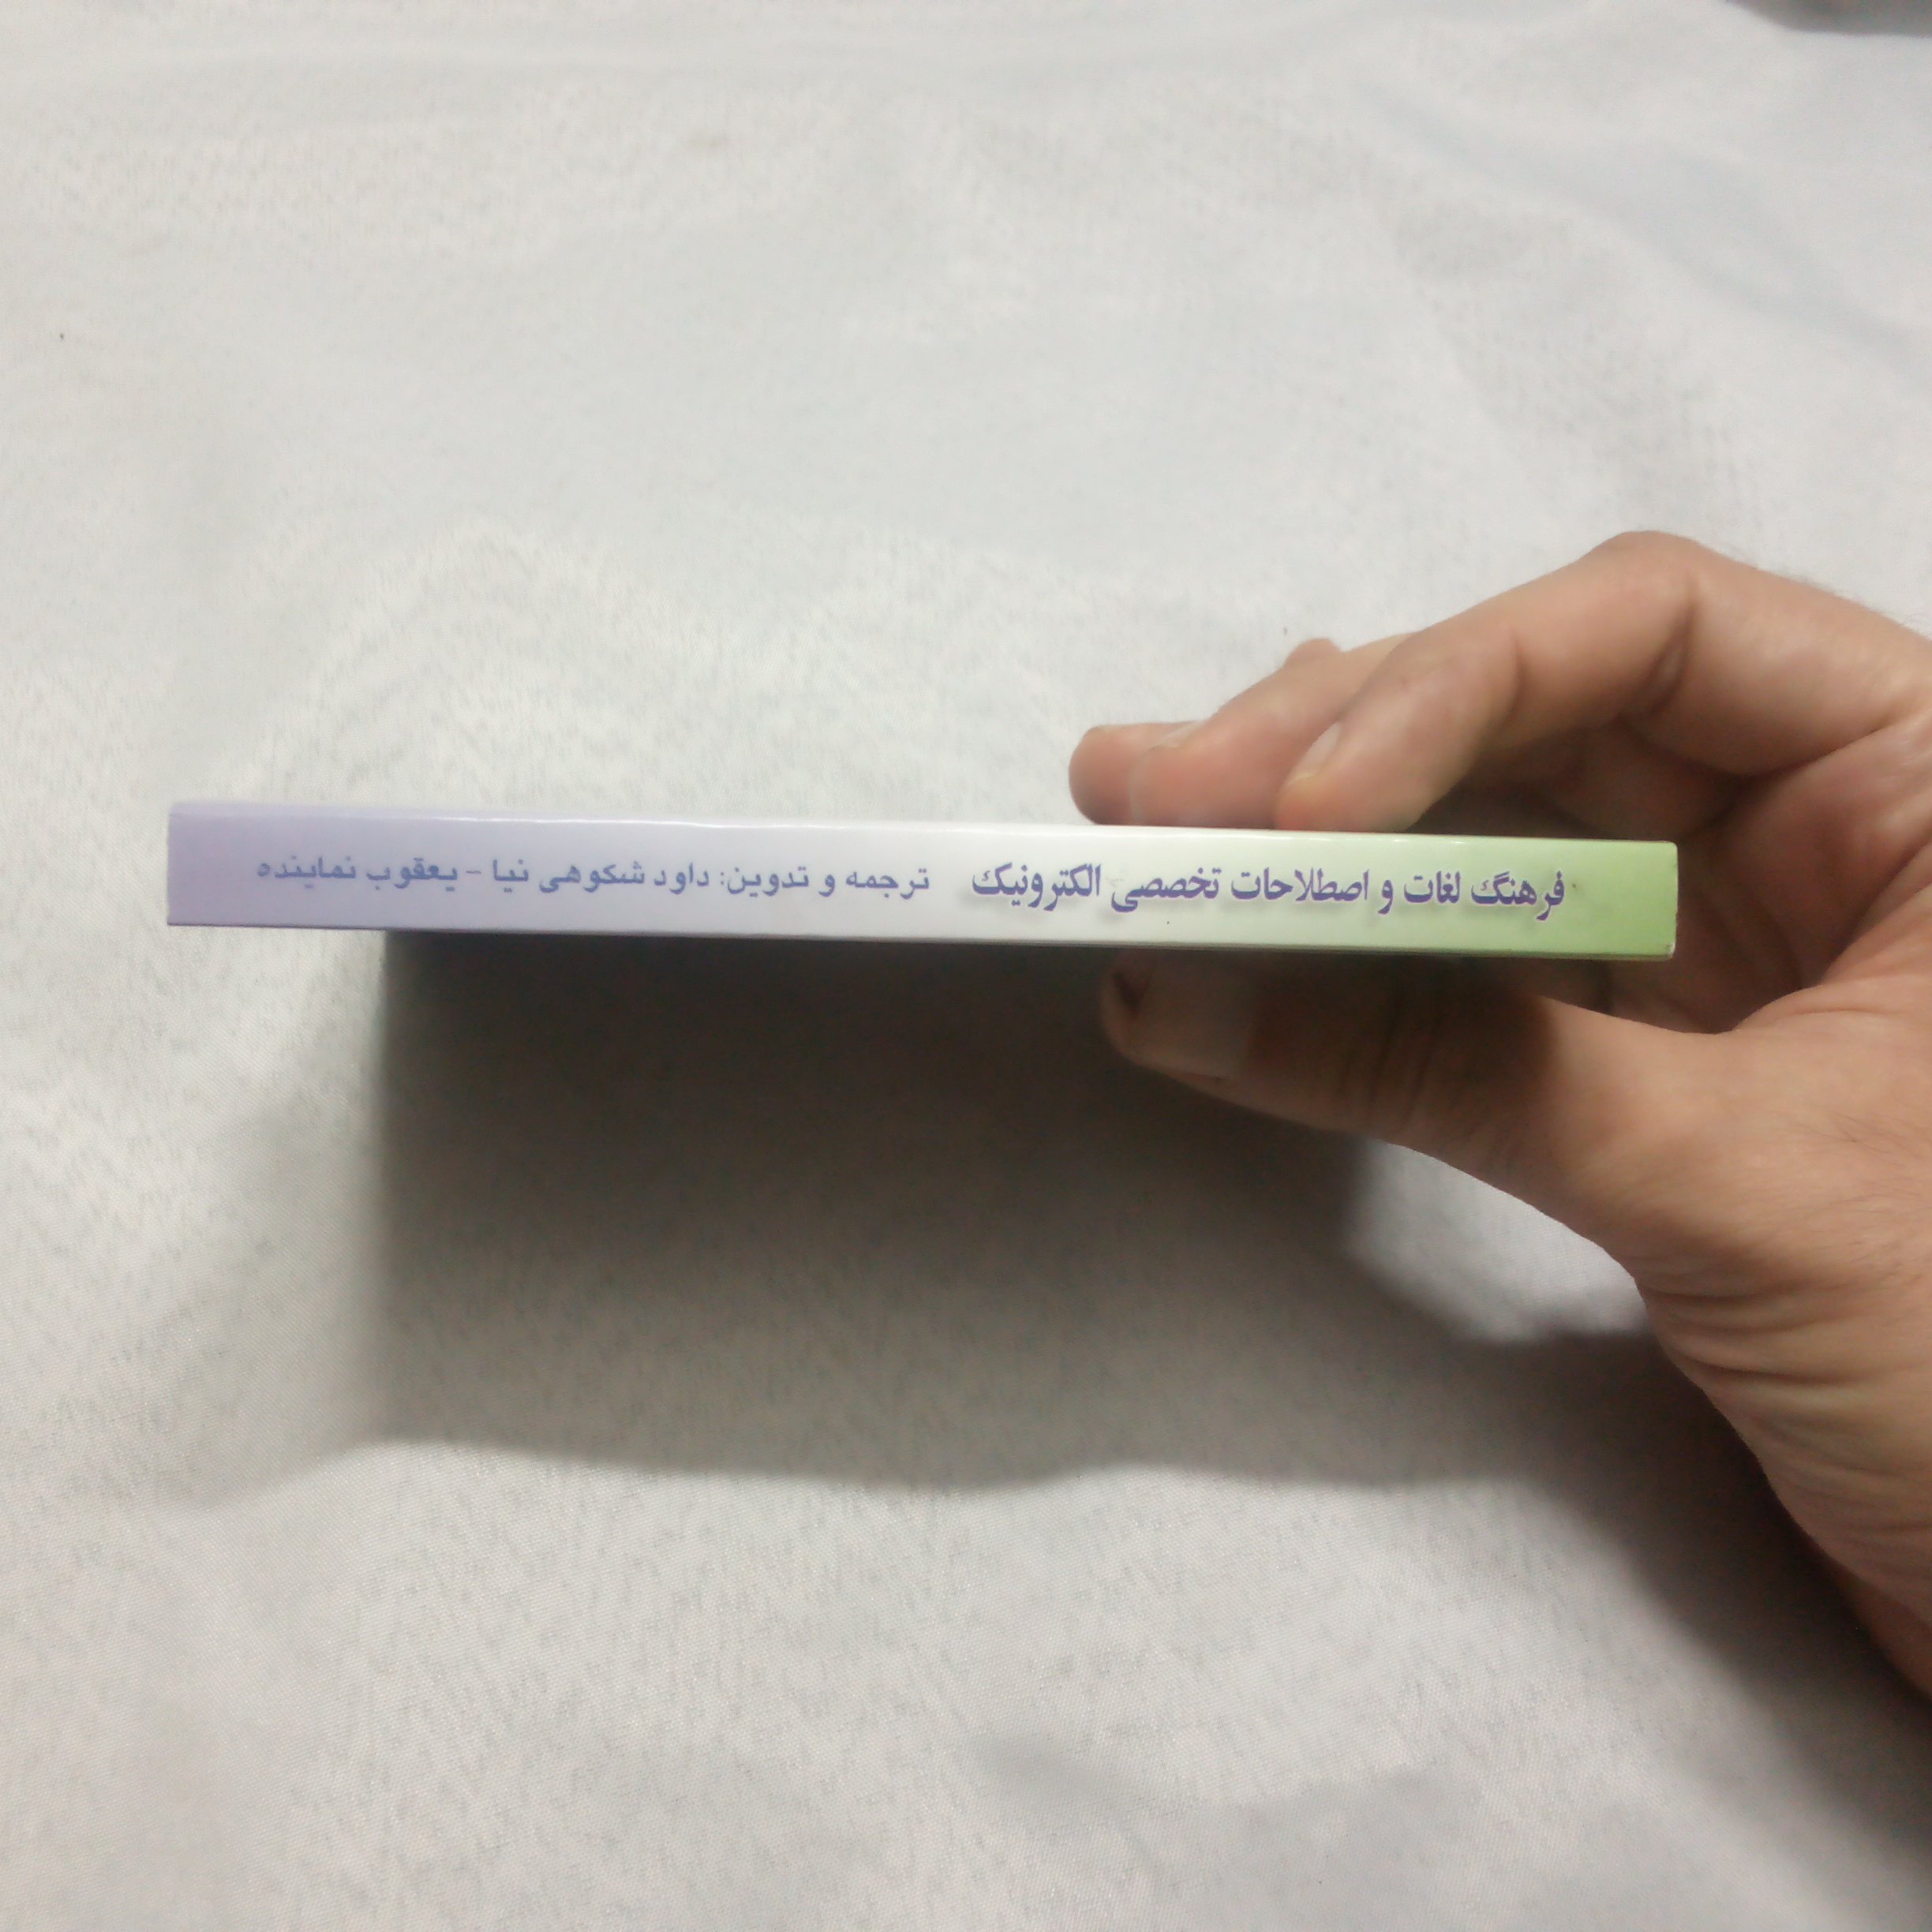 فرهنگ لغات و اصطلاحات تخصصی الکترونیک ترجمه و تدوین: داود شکوهی نیا - یعقوب نماینده